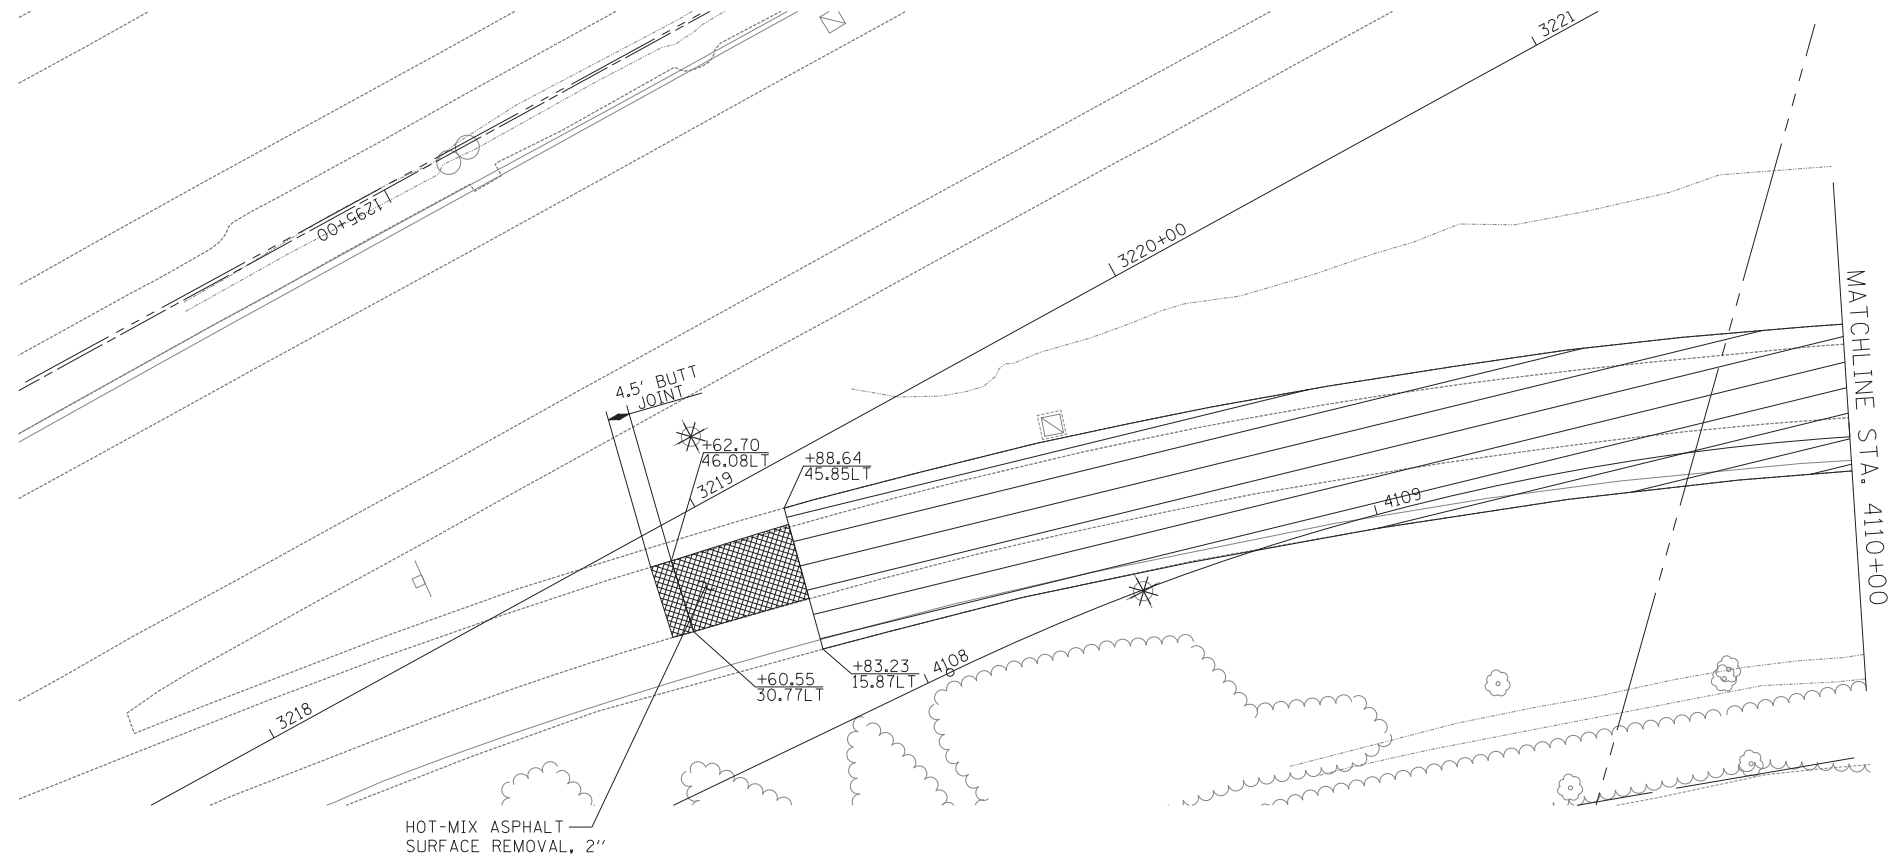 3221
3220+00
11295+00
MATCHLINE STA. 4110+00
4.5' BUTT
JOINT
+62.70
46.08LT
3219
+88.64
45.85LT
4109
+60.55
30.77LT
+83.23
15.87LT
4108
3218
HOT-MIX ASPHALT
SURFACE REMOVAL, 2"